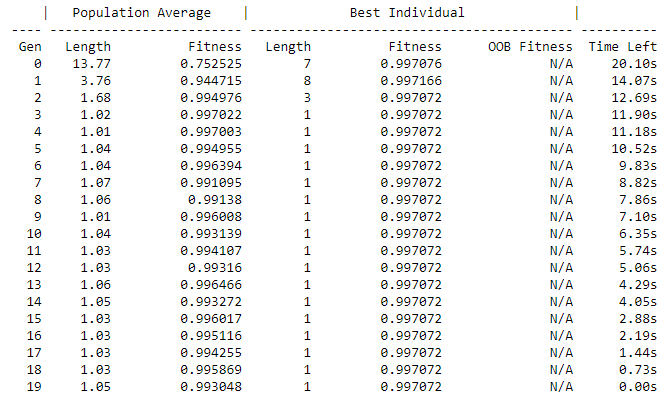 |   Population Average    |             Best Individual              |
---- ------------------------- ------------------------------------------ ----------
 Gen   Length          Fitness   Length          Fitness      OOB Fitness  Time Left
   0    13.77         0.752525        7         0.997076              N/A     20.10s
   1     3.76         0.944715        8         0.997166              N/A     14.07s
   2     1.68         0.994976        3         0.997072              N/A     12.69s
   3     1.02         0.997022        1         0.997072              N/A     11.90s
   4     1.01         0.997003        1         0.997072              N/A     11.18s
   5     1.04         0.994955        1         0.997072              N/A     10.52s
   6     1.04         0.996394        1         0.997072              N/A      9.83s
   7     1.07         0.991095        1         0.997072              N/A      8.82s
   8     1.06          0.99138        1         0.997072              N/A      7.86s
   9     1.01         0.996008        1         0.997072              N/A      7.10s
  10     1.04         0.993139        1         0.997072              N/A      6.35s
  11     1.03         0.994107        1         0.997072              N/A      5.74s
  12     1.03          0.99316        1         0.997072              N/A      5.06s
  13     1.06         0.996466        1         0.997072              N/A      4.29s
  14     1.05         0.993272        1         0.997072              N/A      4.05s
  15     1.03         0.996017        1         0.997072              N/A      2.88s
  16     1.03         0.995116        1         0.997072              N/A      2.19s
  17     1.03         0.994255        1         0.997072              N/A      1.44s
  18     1.03         0.995869        1         0.997072              N/A      0.73s
  19     1.05         0.993048        1         0.997072              N/A      0.00s